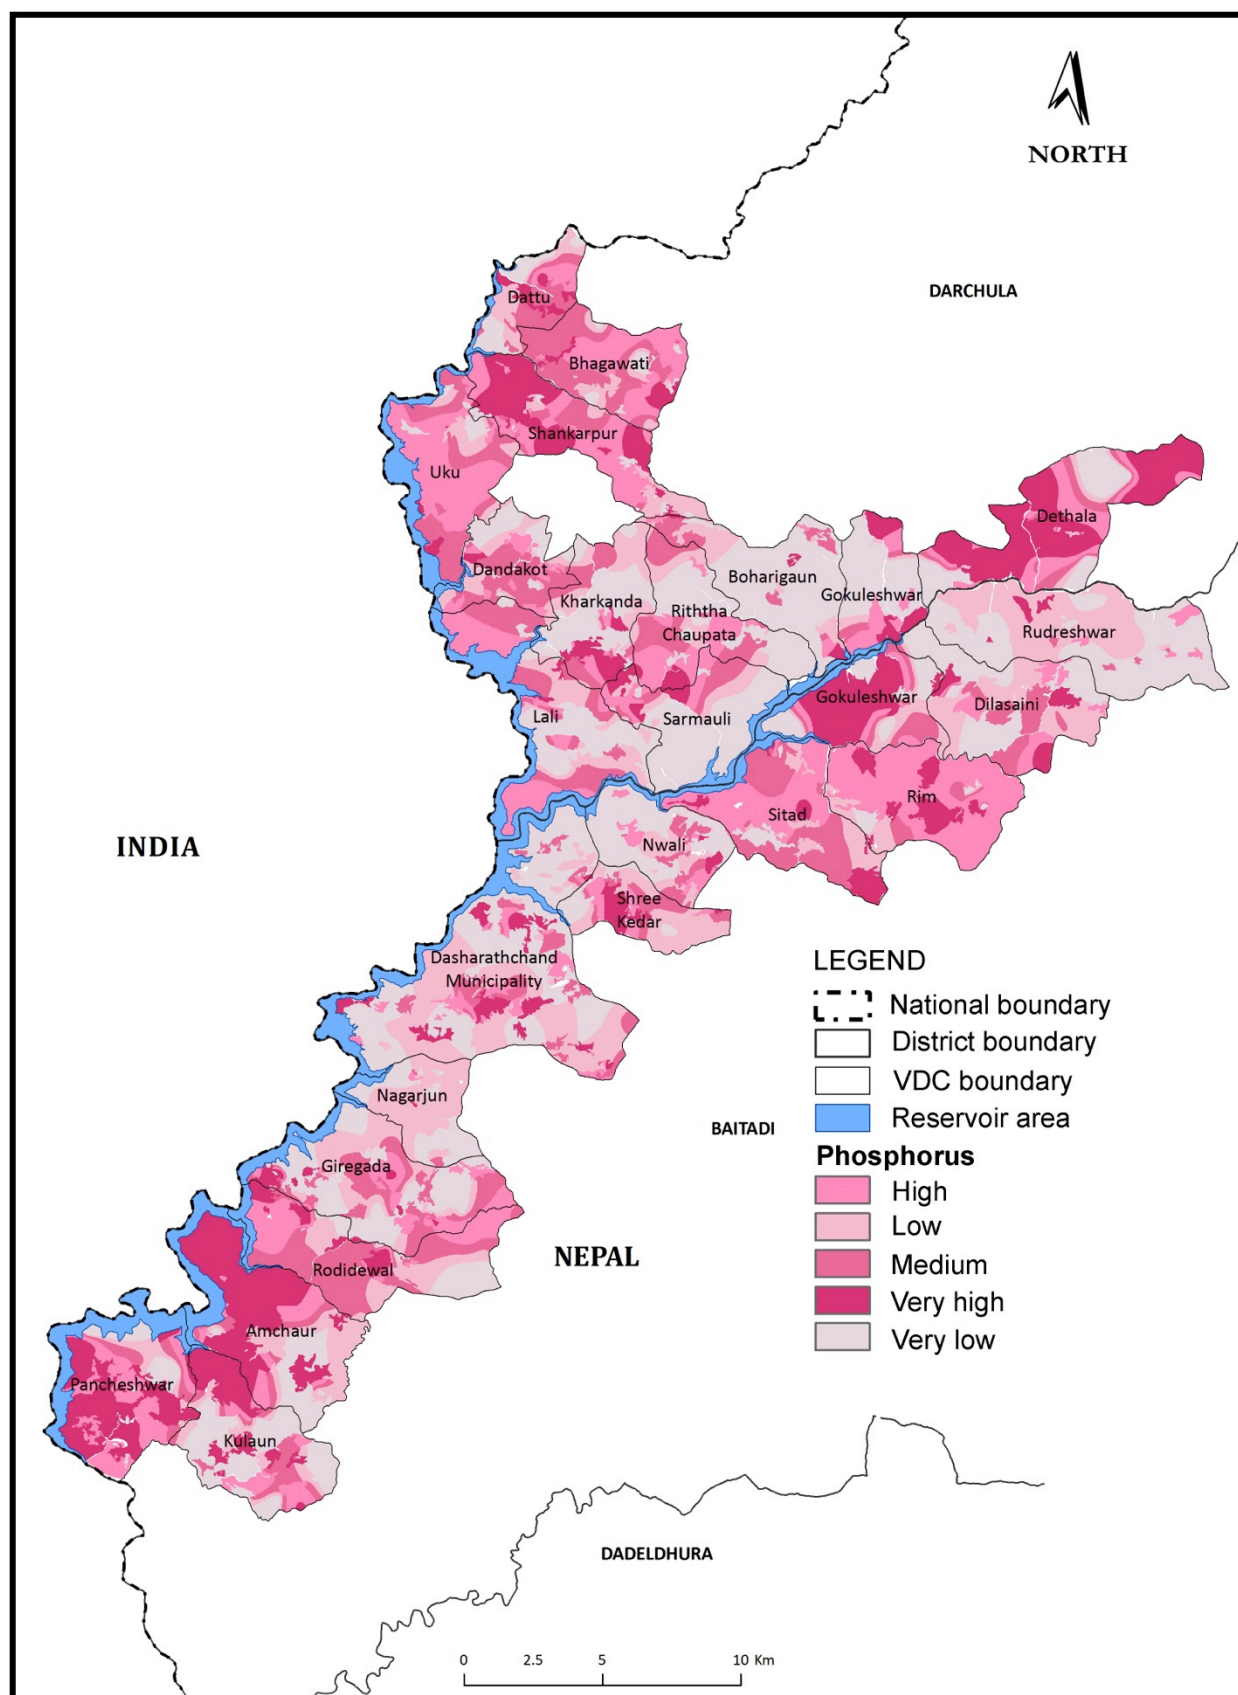 NORTH
DARCHULA
Dattu
Bhagawati
Shankarpur
Uku
Dethala
Dandakot
Boharigaun
Kharkanda
Riththa
Chaupata
Gokuleshwar
Rudreshwar
Gokuleshwar
Dilasaini
Lali
Sarmauli
Rim
Sitad
INDIA
Nwali
Shree
Kedar
Dasharathchand
Municipality
Nagarjun
BAITADI
Giregada
NEPAL
Rodidewal
Amchaur
Pancheshwar
Kulaun
DADELDHURA
LEGEND
National boundary
District boundary
VDC boundary
Reservoir area
Phosphorus
High
Low
Medium
Very high
Very low
0 2.5 5 10 Km